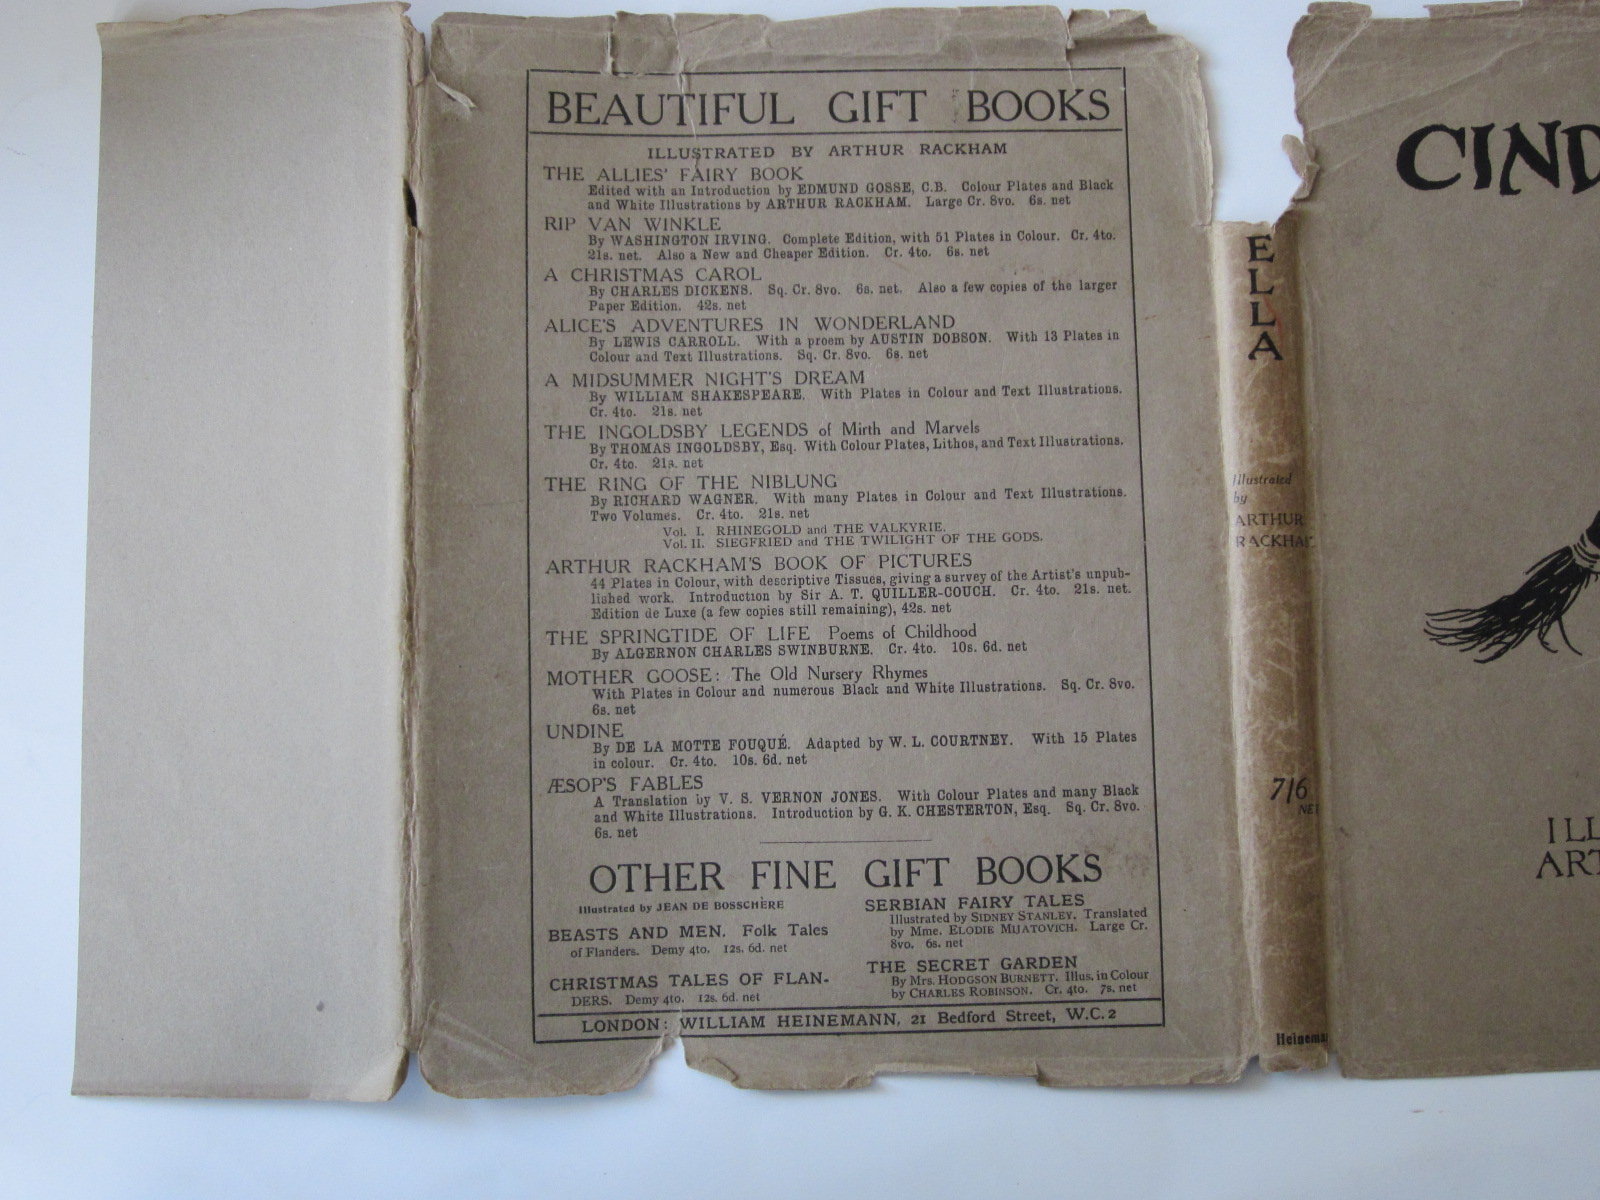 BEAUTIFUL GIFT BOOKS
ILLUSTRATED BY ARTHUR RACKHAM
THE ALLIES' FAIRY BOOK
Edited with an Introduction by EDMUND GOSSE, C.B. Colour Plates and Black
and White Illustrations by ARTHUR RACKHAM. Large Cr. 8vo. 6s. net
RIP VAN WINKLE
By WASHINGTON IRVING. Complete Edition, with 51 Plates in Colour. Cr. 4to.
21s. net. Also a New and Cheaper Edition. Cr. 4to. 6s. net
A CHRISTMAS CAROL
By CHARLES DICKENS. Sq. Cr. 8vo. 6s. net. Also a few copies of the larger
Paper Edition. 42s. net
ALICE'S ADVENTURES IN WONDERLAND
By LEWIS CARROLL. With a proem by AUSTIN DOBSON. With 13 Plates in
Colour and Text Illustrations. Sq. Cr. 8vo. 6s. net
A MIDSUMMER NIGHT'S DREAM
By WILLIAM SHAKESPEARE. With Plates in Colour and Text Illustrations.
Cr. 4to. 21s. net
THE INGOLDSBY LEGENDS of Mirth and Marvels
By THOMAS INGOLDSBY, Esq. With Colour Plates, Lithos, and Text Illustrations.
Cr. 4to. 21s. net
THE RING OF THE NIBLUNG
By RICHARD WAGNER. With many Plates in Colour and Text Illustrations.
Two Volumes. Cr. 4to. 21s. net
Vol. I. RHINEGOLD and THE VALKYRIE.
Vol. II. SIEGFRIED and THE TWILIGHT OF THE GODS.
ARTHUR RACKHAM'S BOOK OF PICTURES
44 Plates in Colour, with descriptive Tissues, giving a survey of the Artist's unpub-
lished work. Introduction by Sir A. T. QUILLER-COUCH. Cr. 4to. 21s. net.
Edition de Luxe (a few copies still remaining), 42s. net
THE SPRINGTIDE OF LIFE Poems of Childhood
By ALGERNON CHARLES SWINBURNE. Cr. 4to. 10s. 6d. net
MOTHER GOOSE: The Old Nursery Rhymes
With Plates in Colour and numerous Black and White Illustrations. Sq. Cr. 8vo.
6s. net
UNDINE
By DE LA MOTTE FOUQUÉ. Adapted by W. L. COURTNEY. With 15 Plates
in colour. Cr. 4to. 10s. 6d. net
ÆSOP'S FABLES
A Translation by V. S. VERNON JONES. With Colour Plates and many Black
and White Illustrations. Introduction by G. K. CHESTERTON, Esq. Sq. Cr. 8vo.
6s. net
OTHER FINE GIFT BOOKS
Illustrated by JEAN DE BOSSCHÈRE
BEASTS AND MEN. Folk Tales
of Flanders. Demy 4to. 12s. 6d. net
CHRISTMAS TALES OF FLAN-
DERS. Demy 4to. 12s. 6d. net
SERBIAN FAIRY TALES
Illustrated by SIDNEY STANLEY. Translated
by Mme. ELODIE MIJATOVICH. Large Cr.
8vo. 6s. net
THE SECRET GARDEN
By MRS. HODGSON BURNETT. Illus. in Colour
by CHARLES ROBINSON. Cr. 4to. 7s. net
LONDON: WILLIAM HEINEMANN, 21 Bedford Street, W.C.2
ELLA
Illustrated
by
ARTHUR
RACKHAM
7/6
NET
Heinema
CIND
ILL
ART